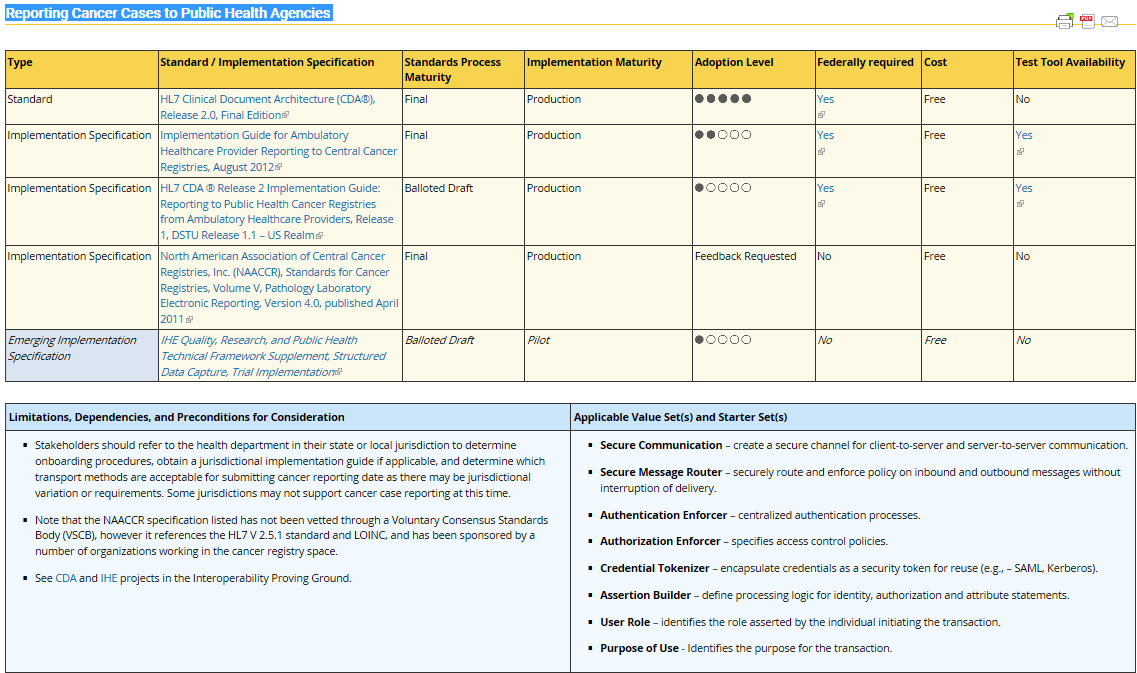 Reporting Cancer Cases to Public Health Agencies
Type
Standard / Implementation Specification
Standards Process
Maturity
Implementation Maturity
Adoption Level
Federally required
Cost
Test Tool Availability
Standard
HL7 Clinical Document Architecture (CDA®),
Release 2.0, Final Edition
Final
Production
●●●●●
Yes
Free
No
Implementation Specification
Implementation Guide for Ambulatory
Healthcare Provider Reporting to Central Cancer
Registries, August 2012
Final
Production
●●○○○
Yes
Free
Yes
Implementation Specification
HL7 CDA ® Release 2 Implementation Guide:
Reporting to Public Health Cancer Registries
from Ambulatory Healthcare Providers, Release
1, DSTU Release 1.1 – US Realm
Balloted Draft
Production
●○○○○
Yes
Free
Yes
Implementation Specification
North American Association of Central Cancer
Registries, Inc. (NAACCR), Standards for Cancer
Registries, Volume V, Pathology Laboratory
Electronic Reporting, Version 4.0, published April
2011
Final
Production
Feedback Requested
No
Free
No
Emerging Implementation
Specification
IHE Quality, Research, and Public Health
Technical Framework Supplement, Structured
Data Capture, Trial Implementation
Balloted Draft
Pilot
●○○○○
No
Free
No
Limitations, Dependencies, and Preconditions for Consideration
▪ Stakeholders should refer to the health department in their state or local jurisdiction to determine
onboarding procedures, obtain a jurisdictional implementation guide if applicable, and determine which
transport methods are acceptable for submitting cancer reporting date as there may be jurisdictional
variation or requirements. Some jurisdictions may not support cancer case reporting at this time.
▪ Note that the NAACCR specification listed has not been vetted through a Voluntary Consensus Standards
Body (VSCB), however it references the HL7 V 2.5.1 standard and LOINC, and has been sponsored by a
number of organizations working in the cancer registry space.
▪ See CDA and IHE projects in the Interoperability Proving Ground.
Applicable Value Set(s) and Starter Set(s)
▪ Secure Communication – create a secure channel for client-to-server and server-to-server communication.
▪ Secure Message Router – securely route and enforce policy on inbound and outbound messages without
interruption of delivery.
▪ Authentication Enforcer – centralized authentication processes.
▪ Authorization Enforcer – specifies access control policies.
▪ Credential Tokenizer – encapsulate credentials as a security token for reuse (e.g., – SAML, Kerberos).
▪ Assertion Builder – define processing logic for identity, authorization and attribute statements.
▪ User Role – identifies the role asserted by the individual initiating the transaction.
▪ Purpose of Use - Identifies the purpose for the transaction.